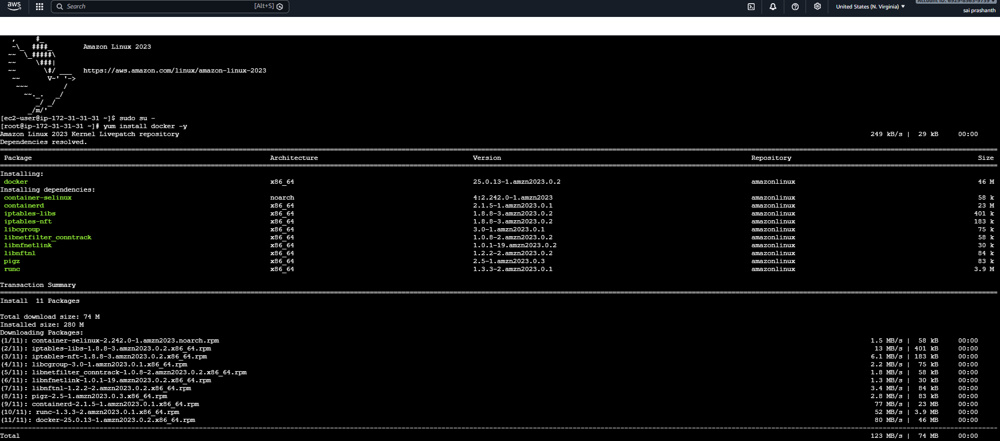 aws
Search [Alt+S]
United States (N. Virginia)
sai prashanth
, #_
~\_ ####_ Amazon Linux 2023
~~ \_#####\
~~ \###|
~~ \#/ ___ https://aws.amazon.com/linux/amazon-linux-2023
~~ V~' '->
~~~ /
~~._. _/
_/ _/
_/m/'
[ec2-user@ip-172-31-31-31 ~]$ sudo su -
[root@ip-172-31-31-31 ~]# yum install docker -y
Amazon Linux 2023 Kernel Livepatch repository 249 kB/s | 29 kB 00:00
Dependencies resolved.
Package Architecture Version Repository Size
Installing:
docker x86_64 25.0.13-1.amzn2023.0.2 amazonlinux 46 M
Installing dependencies:
container-selinux noarch 4:2.242.0-1.amzn2023 amazonlinux 58 k
containerd x86_64 2.1.5-1.amzn2023.0.1 amazonlinux 23 M
iptables-libs x86_64 1.8.8-3.amzn2023.0.2 amazonlinux 401 k
iptables-nft x86_64 1.8.8-3.amzn2023.0.2 amazonlinux 183 k
libcgroup x86_64 3.0-1.amzn2023.0.1 amazonlinux 75 k
libnetfilter_conntrack x86_64 1.0.8-2.amzn2023.0.2 amazonlinux 58 k
libnfnetlink x86_64 1.0.1-19.amzn2023.0.2 amazonlinux 30 k
libnftnl x86_64 1.2.2-2.amzn2023.0.2 amazonlinux 84 k
pigz x86_64 2.5-1.amzn2023.0.3 amazonlinux 83 k
runc x86_64 1.3.3-2.amzn2023.0.1 amazonlinux 3.9 M
Transaction Summary
Install 11 Packages
Total download size: 74 M
Installed size: 280 M
Downloading Packages:
(1/11): container-selinux-2.242.0-1.amzn2023.noarch.rpm 1.5 MB/s | 58 kB 00:00
(2/11): iptables-libs-1.8.8-3.amzn2023.0.2.x86_64.rpm 13 MB/s | 401 kB 00:00
(3/11): iptables-nft-1.8.8-3.amzn2023.0.2.x86_64.rpm 6.1 MB/s | 183 kB 00:00
(4/11): libcgroup-3.0-1.amzn2023.0.1.x86_64.rpm 2.2 MB/s | 75 kB 00:00
(5/11): libnetfilter_conntrack-1.0.8-2.amzn2023.0.2.x86_64.rpm 1.8 MB/s | 58 kB 00:00
(6/11): libnfnetlink-1.0.1-19.amzn2023.0.2.x86_64.rpm 1.3 MB/s | 30 kB 00:00
(7/11): libnftnl-1.2.2-2.amzn2023.0.2.x86_64.rpm 3.4 MB/s | 84 kB 00:00
(8/11): pigz-2.5-1.amzn2023.0.3.x86_64.rpm 2.8 MB/s | 83 kB 00:00
(9/11): containerd-2.1.5-1.amzn2023.0.1.x86_64.rpm 77 MB/s | 23 MB 00:00
(10/11): runc-1.3.3-2.amzn2023.0.1.x86_64.rpm 52 MB/s | 3.9 MB 00:00
(11/11): docker-25.0.13-1.amzn2023.0.2.x86_64.rpm 80 MB/s | 46 MB 00:00
Total 123 MB/s | 74 MB 00:00